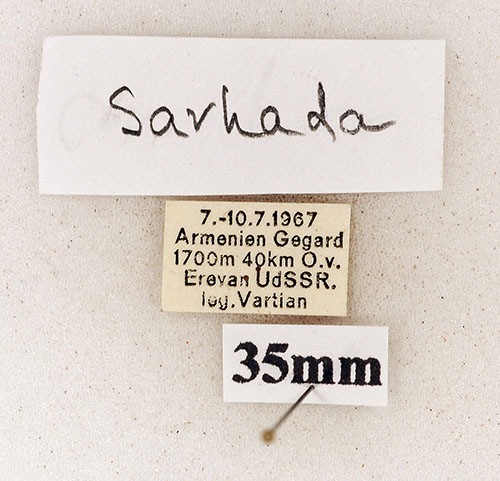 Sarhada
7.-10.7.1967
Armenien Gegard
1700m 40km O.v.
Erevan UdSSR.
leg. Vartian
35mm